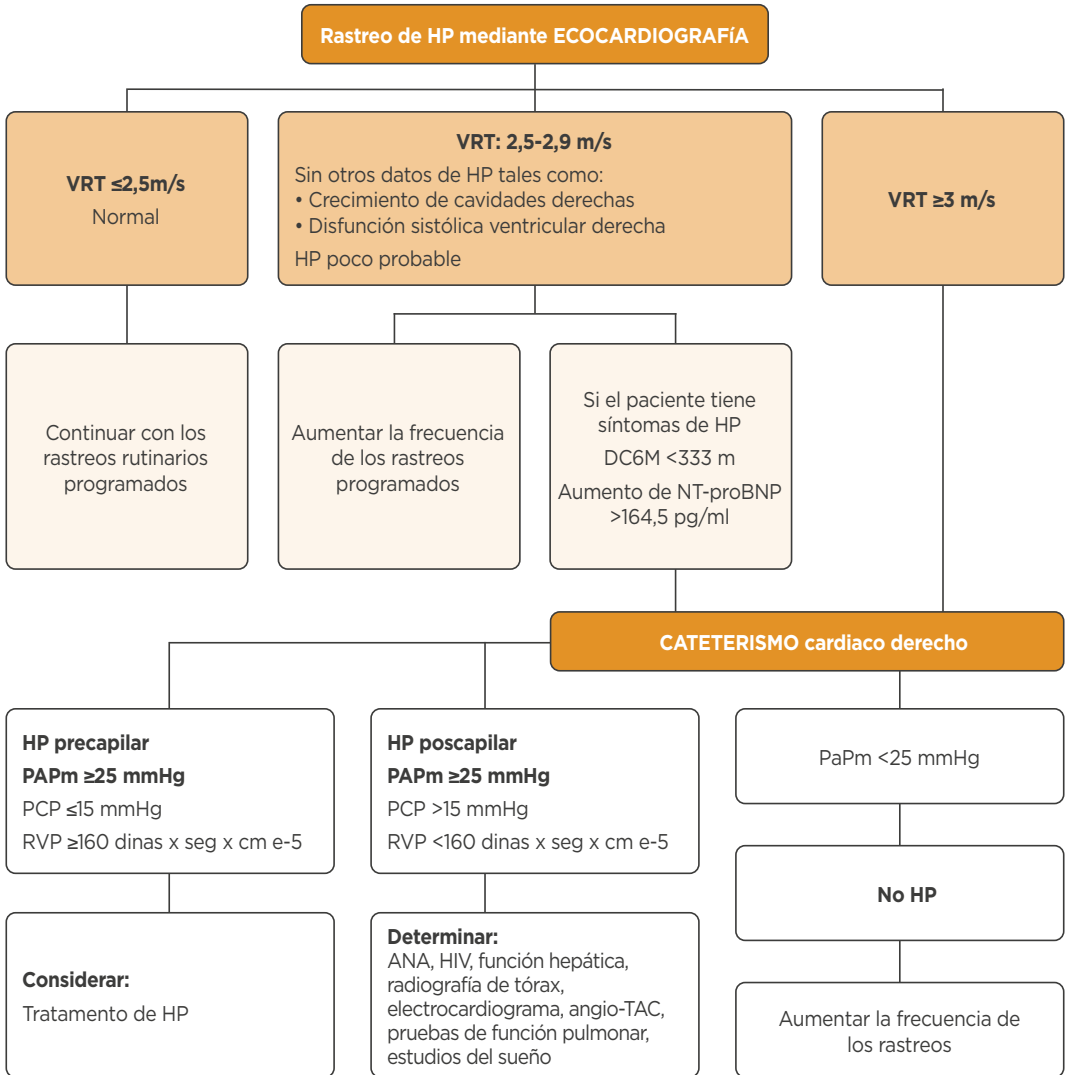 Rastreo de HP mediante ECOCARDIOGRAFíA
VRT ≤2,5m/s
Normal
VRT: 2,5-2,9 m/s
Sin otros datos de HP tales como:
• Crecimiento de cavidades derechas
• Disfunción sistólica ventricular derecha
HP poco probable
VRT ≥3 m/s
Continuar con los
rastreos rutinarios
programados
Aumentar la frecuencia
de los rastreos
programados
Si el paciente tiene
síntomas de HP
DC6M <333 m
Aumento de NT-proBNP
>164,5 pg/ml
CATETERISMO cardiaco derecho
HP precapilar
PAPm ≥25 mmHg
PCP ≤15 mmHg
RVP ≥160 dinas x seg x cm e-5
HP poscapilar
PAPm ≥25 mmHg
PCP >15 mmHg
RVP <160 dinas x seg x cm e-5
PaPm <25 mmHg
No HP
Considerar:
Tratamento de HP
Determinar:
ANA, HIV, función hepática,
radiografía de tórax,
electrocardiograma, angio-TAC,
pruebas de función pulmonar,
estudios del sueño
Aumentar la frecuencia de
los rastreos